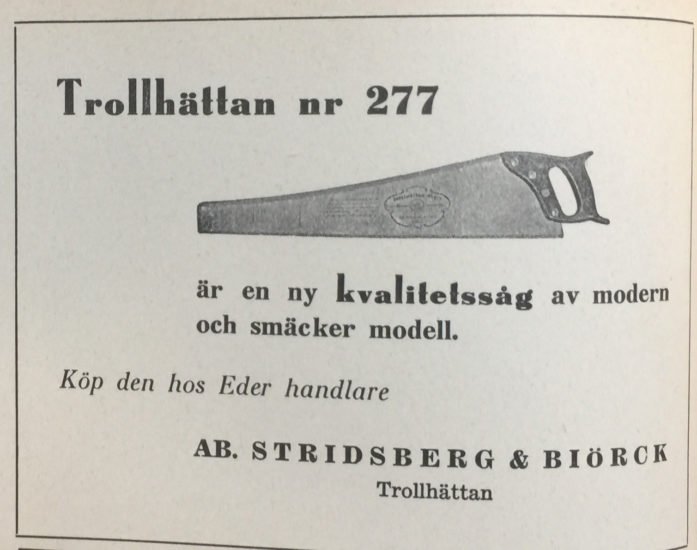 Trollhättan nr 277
är en ny kvalitetssåg av modern
och smäcker modell.
Köp den hos Eder handlare
AB. STRIDSBERG & BIÖRCK
Trollhättan